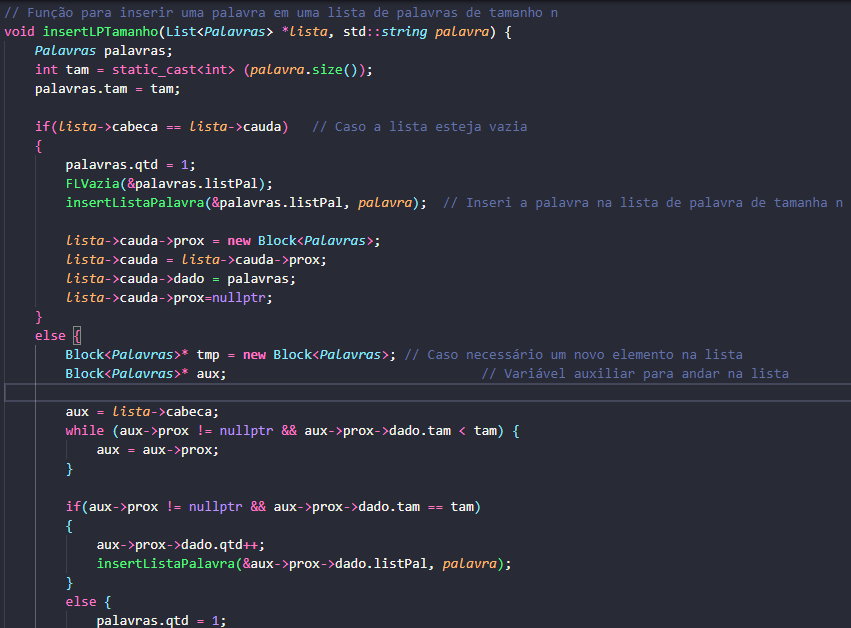 // Função para inserir uma palavra em uma lista de palavras de tamanho n
void insertLPTamanho(List<Palavras> *lista, std::string palavra) {
    Palavras palavras;
    int tam = static_cast<int> (palavra.size());
    palavras.tam = tam;
    if(lista->cabeca == lista->cauda)   // Caso a lista esteja vazia
    {
        palavras.qtd = 1;
        FLVazia(&palavras.listPal);
        insertListaPalavra(&palavras.listPal, palavra);  // Inseri a palavra na lista de palavra de tamanha n
        lista->cauda->prox = new Block<Palavras>;
        lista->cauda = lista->cauda->prox;
        lista->cauda->dado = palavras;
        lista->cauda->prox=nullptr;
    }
    else {
        Block<Palavras>* tmp = new Block<Palavras>; // Caso necessário um novo elemento na lista
        Block<Palavras>* aux;                                 // Variável auxiliar para andar na lista
        aux = lista->cabeca;
        while (aux->prox != nullptr && aux->prox->dado.tam < tam) {
            aux = aux->prox;
        }
        if(aux->prox != nullptr && aux->prox->dado.tam == tam)
        {
            aux->prox->dado.qtd++;
            insertListaPalavra(&aux->prox->dado.listPal, palavra);
        }
        else {
            palavras.qtd = 1;